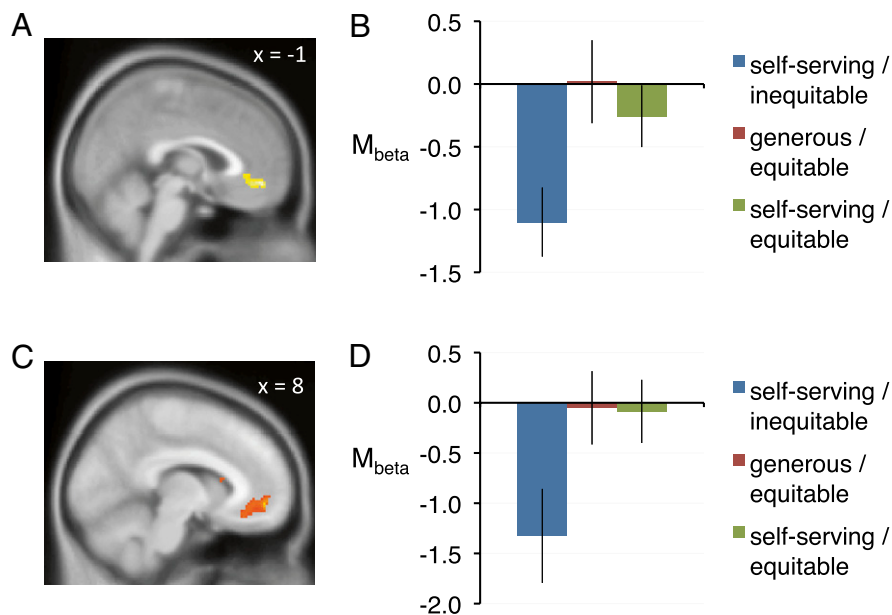 A
x = -1
B
0.5
0.0
-0.5
-1.0
-1.5
M beta
self-serving /
inequitable
generous /
equitable
self-serving /
equitable
C
x = 8
D
0.5
0.0
-0.5
-1.0
-1.5
-2.0
M beta
self-serving /
inequitable
generous /
equitable
self-serving /
equitable